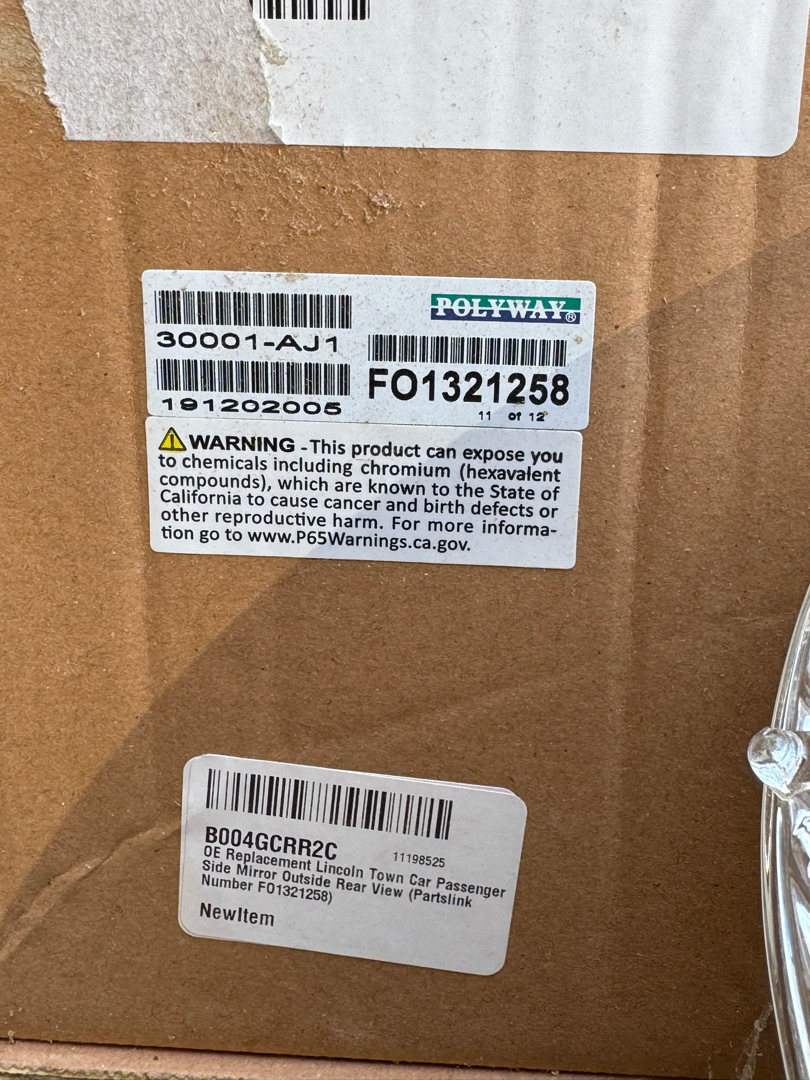 POLYWAY®
30001-AJ1
191202005
FO1321258
11 of 12
WARNING - This product can expose you
to chemicals including chromium (hexavalent
compounds), which are known to the State of
California to cause cancer and birth defects or
other reproductive harm. For more informa-
tion go to www.P65Warnings.ca.gov.
B004GCRR2C 11198525
OE Replacement Lincoln Town Car Passenger
Side Mirror Outside Rear View (Partslink
Number FO1321258)
NewItem